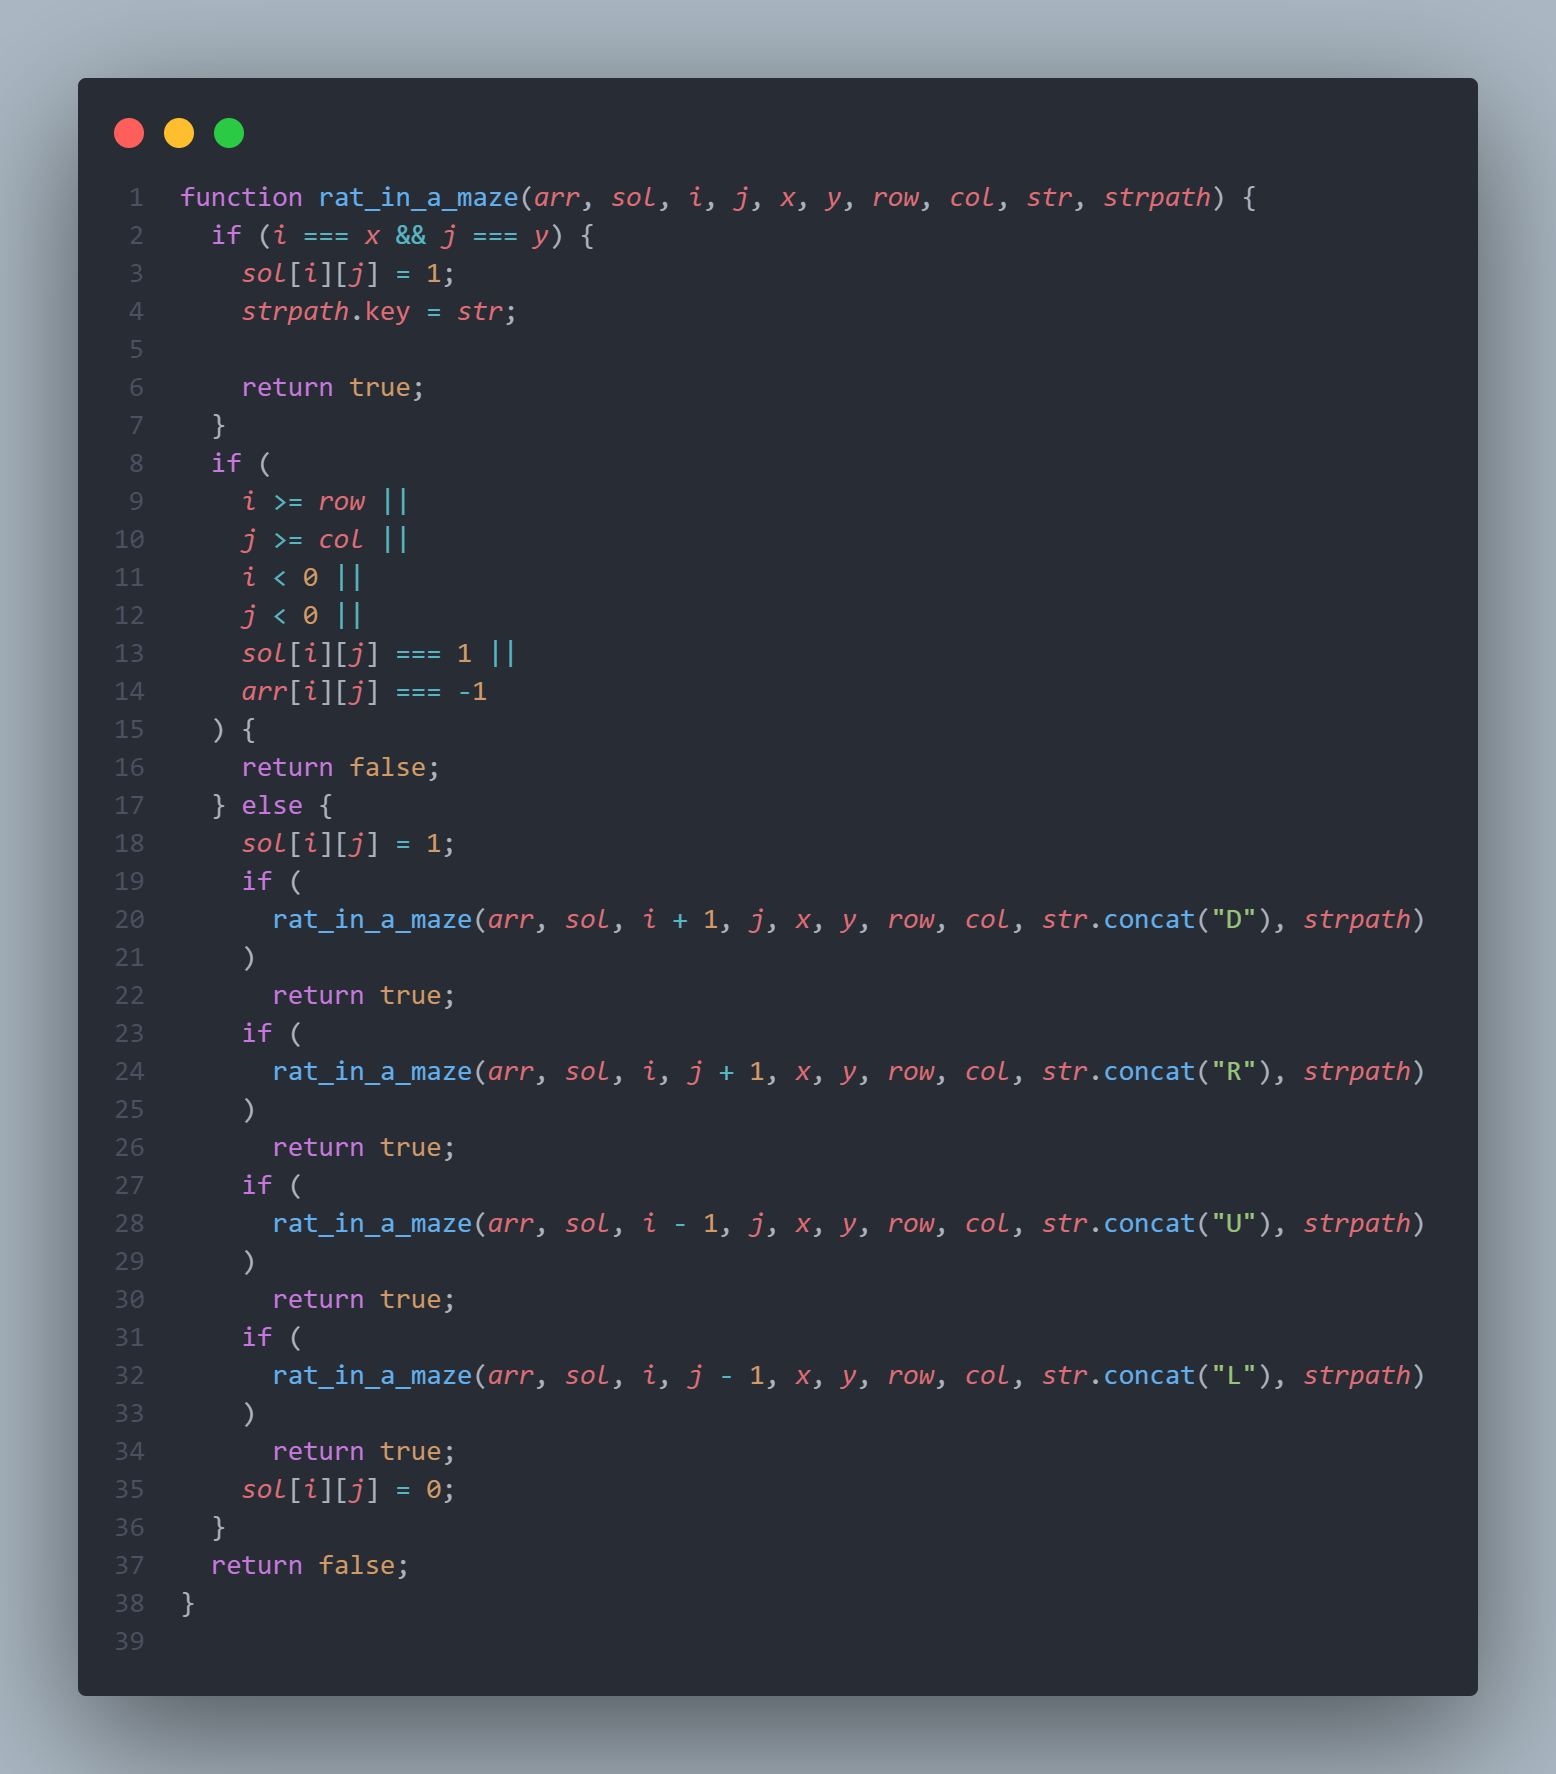 1 function rat_in_a_maze(arr, sol, i, j, x, y, row, col, str, strpath) {
2   if (i === x && j === y) {
3     sol[i][j] = 1;
4     strpath.key = str;
5
6     return true;
7   }
8   if (
9     i >= row ||
10     j >= col ||
11     i < 0 ||
12     j < 0 ||
13     sol[i][j] === 1 ||
14     arr[i][j] === -1
15   ) {
16     return false;
17   } else {
18     sol[i][j] = 1;
19     if (
20       rat_in_a_maze(arr, sol, i + 1, j, x, y, row, col, str.concat("D"), strpath)
21     )
22       return true;
23     if (
24       rat_in_a_maze(arr, sol, i, j + 1, x, y, row, col, str.concat("R"), strpath)
25     )
26       return true;
27     if (
28       rat_in_a_maze(arr, sol, i - 1, j, x, y, row, col, str.concat("U"), strpath)
29     )
30       return true;
31     if (
32       rat_in_a_maze(arr, sol, i, j - 1, x, y, row, col, str.concat("L"), strpath)
33     )
34       return true;
35     sol[i][j] = 0;
36   }
37   return false;
38 }
39